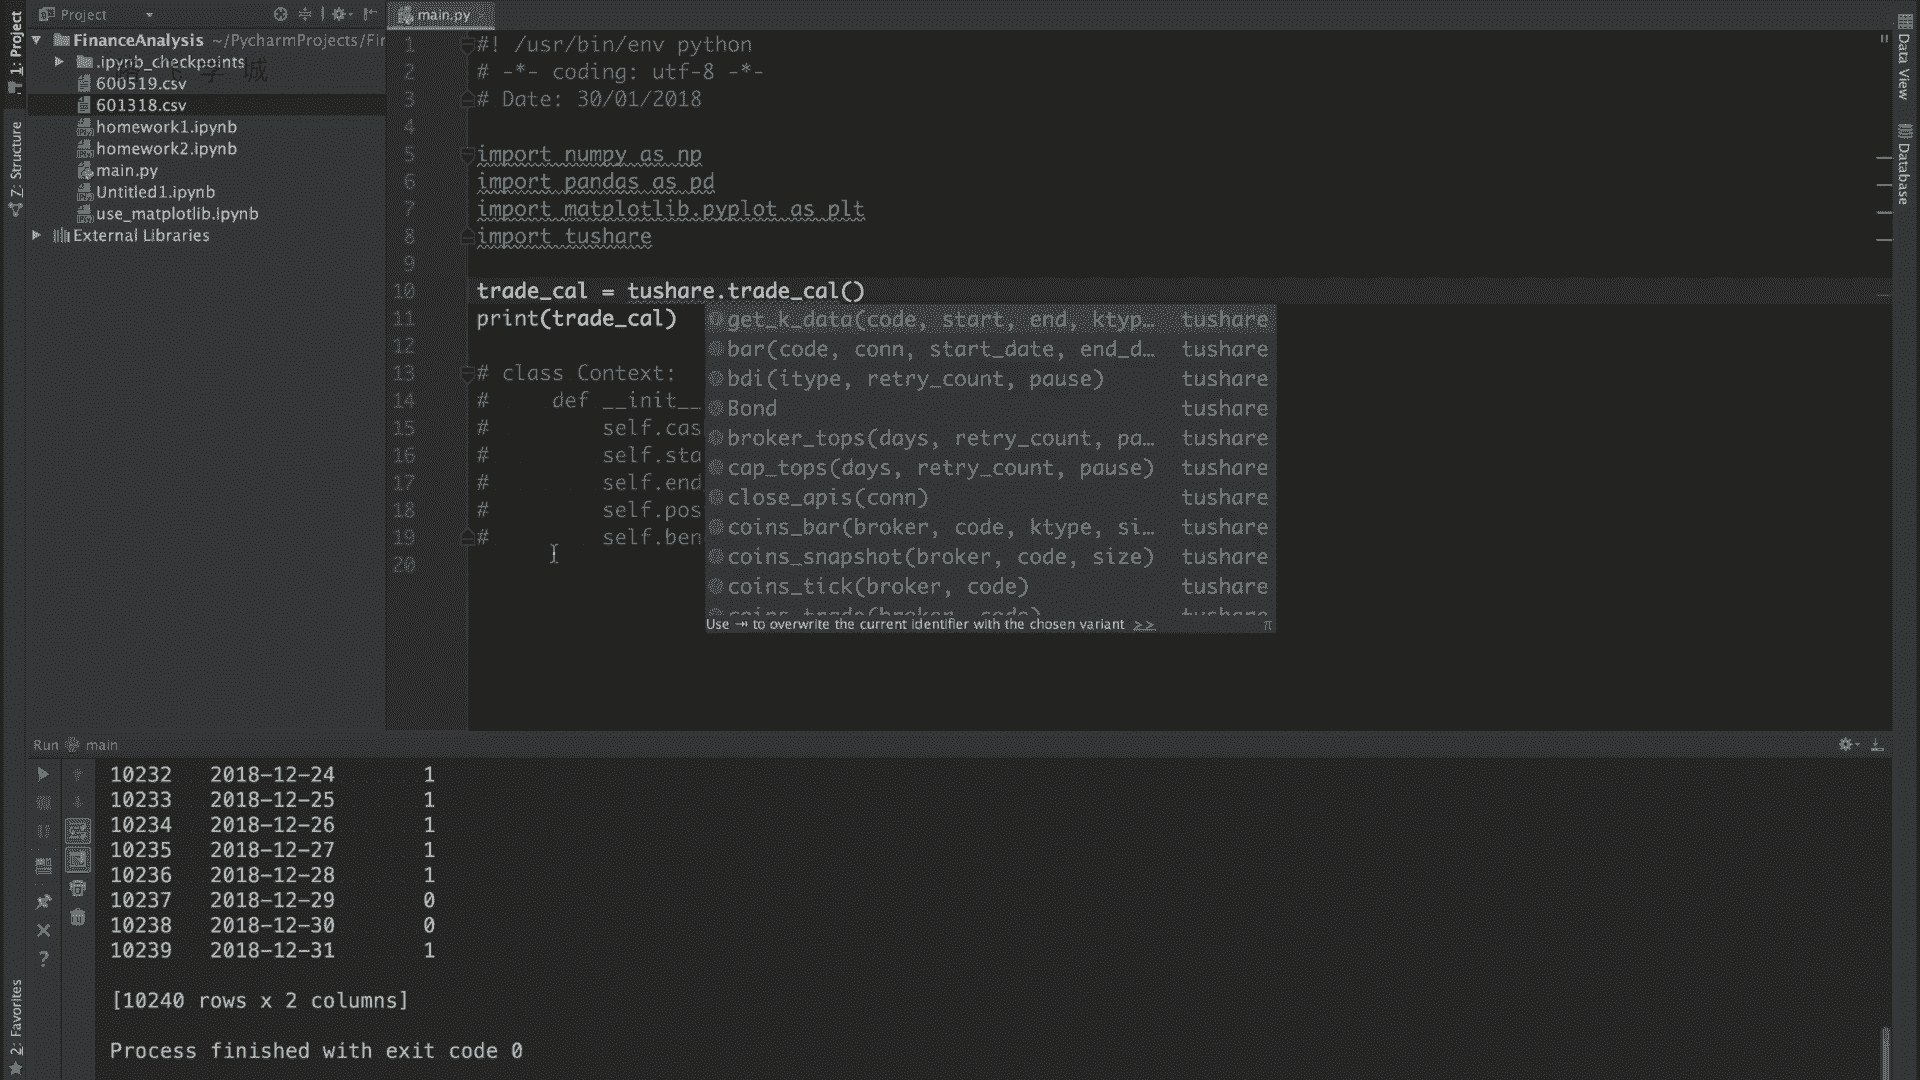 Project
main.py
1: Project
FinanceAnalysis ~/PycharmProjects/Fir
.ipynb_checkpoints
学 城
600519.csv
601318.csv
homework1.ipynb
homework2.ipynb
main.py
Untitled1.ipynb
use_matplotlib.ipynb
External Libraries
7: Structure
2: Favorites
Data View
Database
1 #! /usr/bin/env python
2 # -*- coding: utf-8 -*-
3 # Date: 30/01/2018
4
5 import numpy as np
6 import pandas as pd
7 import matplotlib.pyplot as plt
8 import tushare
9
10 trade_cal = tushare.trade_cal()
11 print(trade_cal)
12
13 # class Context:
14 # def __init__
15 # self.cas
16 # self.sta
17 # self.end
18 # self.pos
19 # self.ben
20
get_k_data(code, start, end, ktyp… tushare
bar(code, conn, start_date, end_d… tushare
bdi(itype, retry_count, pause) tushare
Bond tushare
broker_tops(days, retry_count, pa… tushare
cap_tops(days, retry_count, pause) tushare
close_apis(conn) tushare
coins_bar(broker, code, ktype, si… tushare
coins_snapshot(broker, code, size) tushare
coins_tick(broker, code) tushare
coins_trade(broker, code) tushare
Use ⇥ to overwrite the current identifier with the chosen variant >> π
Run main
10232 2018-12-24 1
10233 2018-12-25 1
10234 2018-12-26 1
10235 2018-12-27 1
10236 2018-12-28 1
10237 2018-12-29 0
10238 2018-12-30 0
10239 2018-12-31 1
[10240 rows x 2 columns]
Process finished with exit code 0